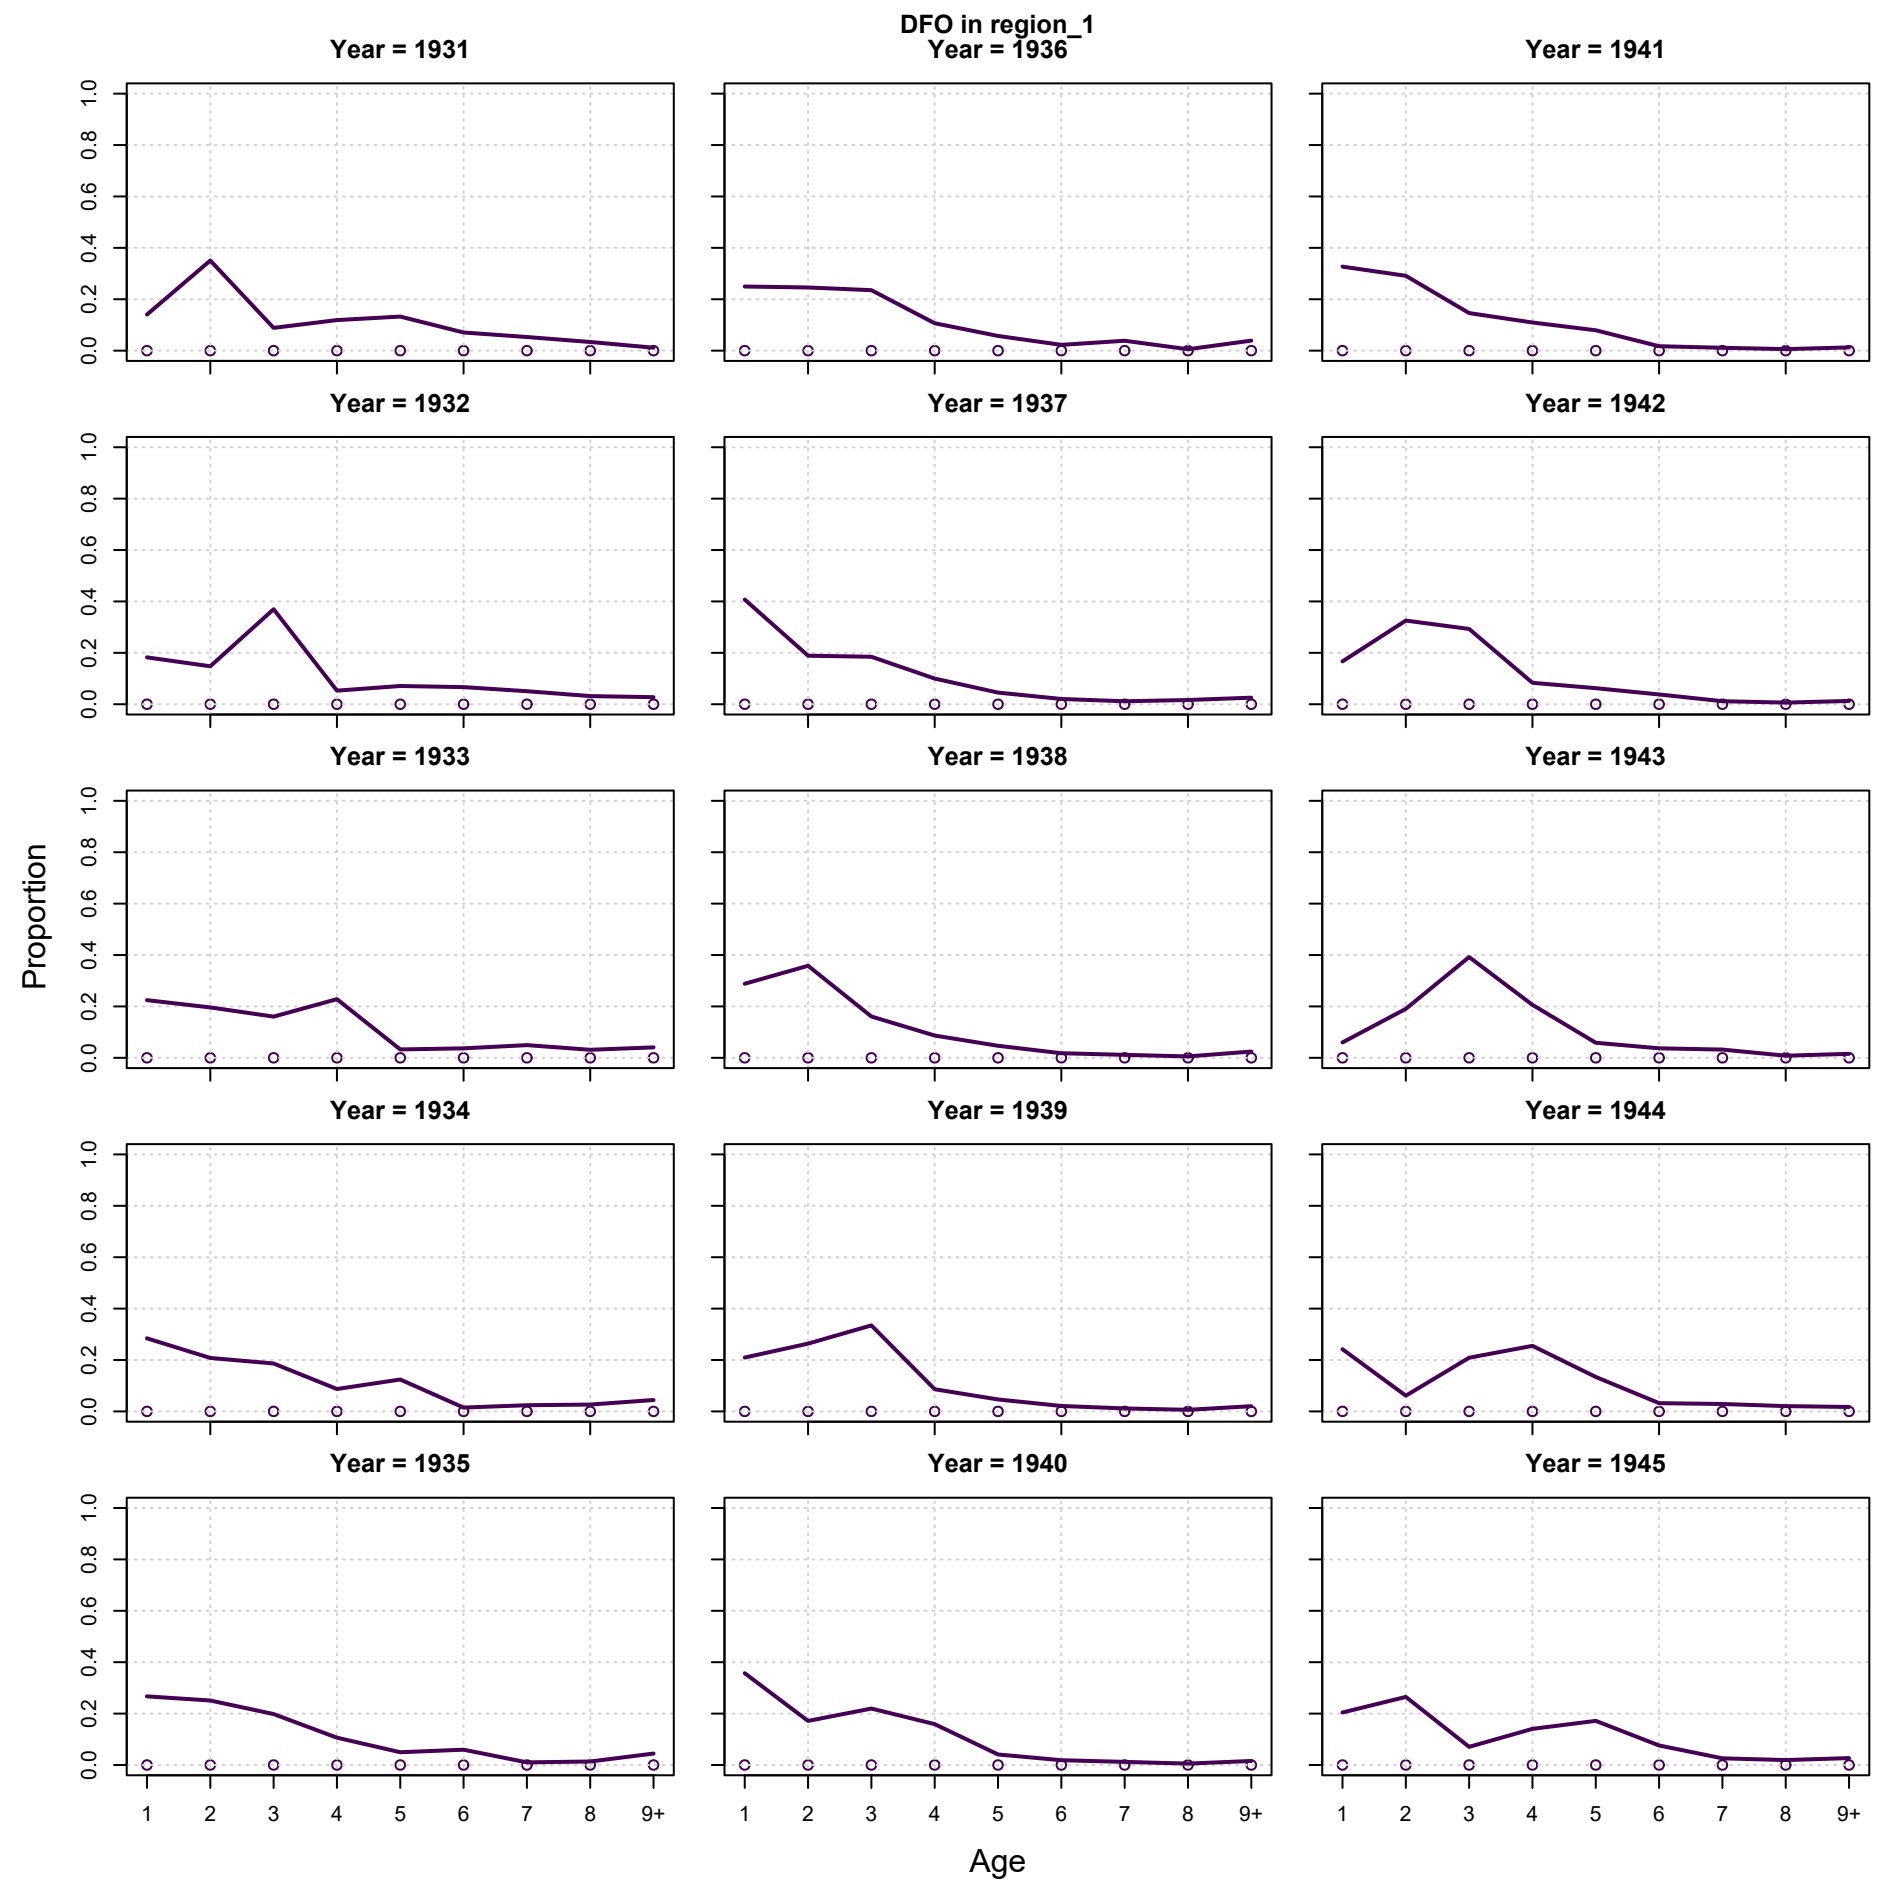 DFO in region_1
Year = 1931
Year = 1936
Year = 1941
1.0
0.8
0.6
0.4
0.2
0.0
Year = 1932
Year = 1937
Year = 1942
1.0
0.8
0.6
0.4
0.2
0.0
Year = 1933
Year = 1938
Year = 1943
Proportion
1.0
0.8
0.6
0.4
0.2
0.0
Year = 1934
Year = 1939
Year = 1944
1.0
0.8
0.6
0.4
0.2
0.0
Year = 1935
Year = 1940
Year = 1945
1.0
0.8
0.6
0.4
0.2
0.0
1 2 3 4 5 6 7 8 9+
1 2 3 4 5 6 7 8 9+
1 2 3 4 5 6 7 8 9+
Age